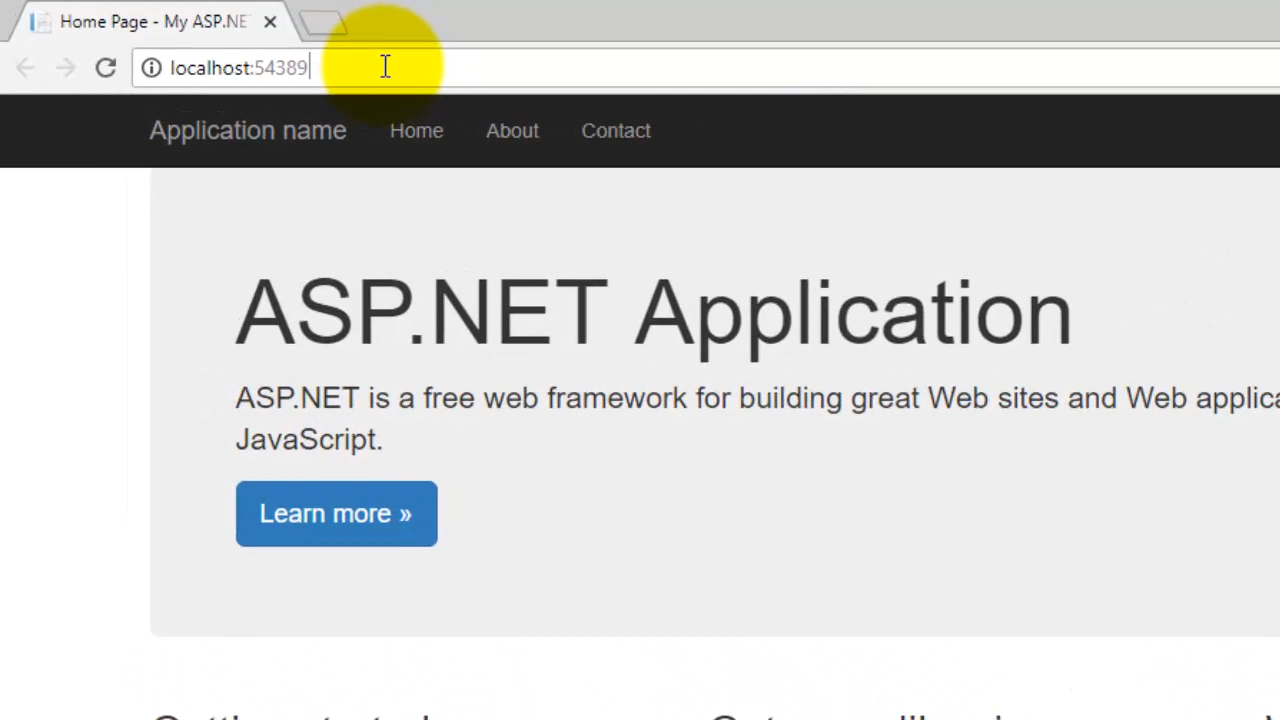 Home Page - My ASP.NE
localhost:54389
Application name Home About Contact
ASP.NET Application
ASP.NET is a free web framework for building great Web sites and Web applica
JavaScript.
Learn more »